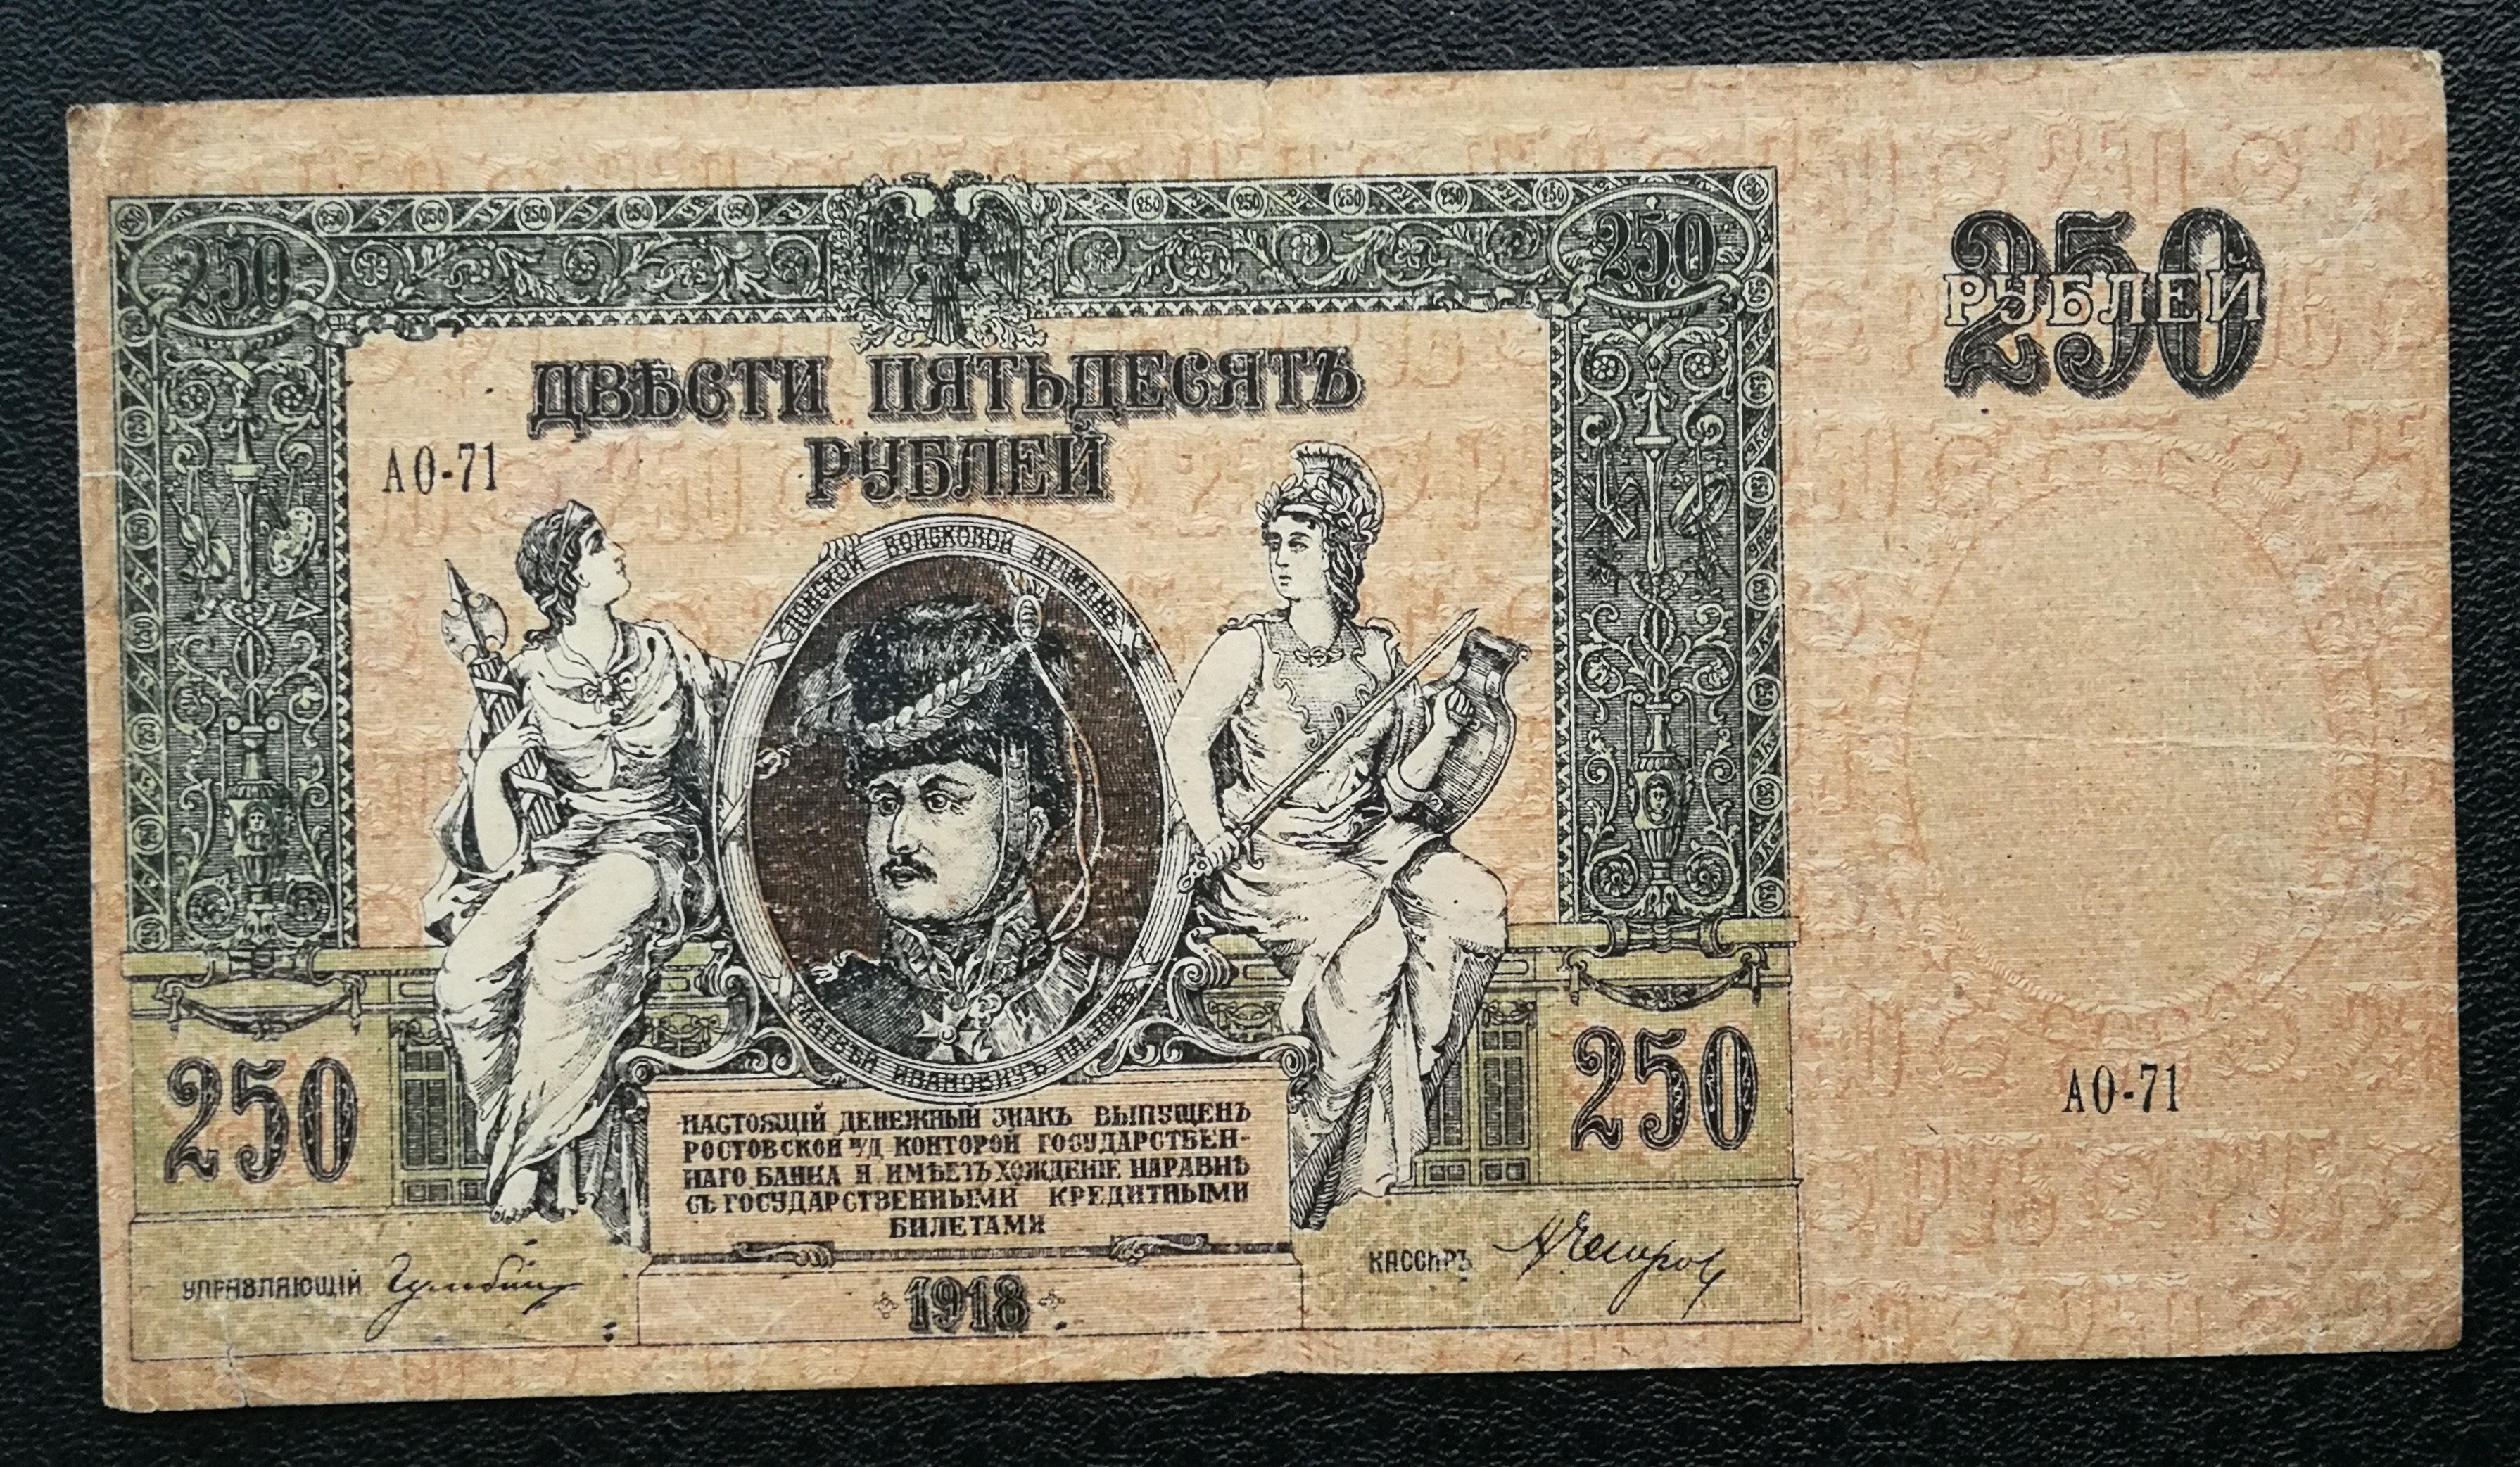 250
250
250
РУБЛЕЙ
ДВѢСТИ ПЯТЬДЕСЯТЪ
РУБЛЕЙ
АО-71
ДОНСКОЙ ВОЙСКОВОЙ АТАМАНЪ
МАТВѢЙ ИВАНОВИЧЪ ПЛАТОВЪ
250
250
АО-71
НАСТОЯЩІЙ ДЕНЕЖНЫЙ ЗНАКЪ ВЫПУЩЕНЪ
РОСТОВСКОЙ Н/Д КОНТОРОЙ ГОСУДАРСТВЕН-
НАГО БАНКА И ИМѢЕТЪ ХОЖДЕНІЕ НАРАВНѢ
СЪ ГОСУДАРСТВЕННЫМИ КРЕДИТНЫМИ
БИЛЕТАМИ
УПРАВЛЯЮЩІЙ
КАССИРЪ
1918